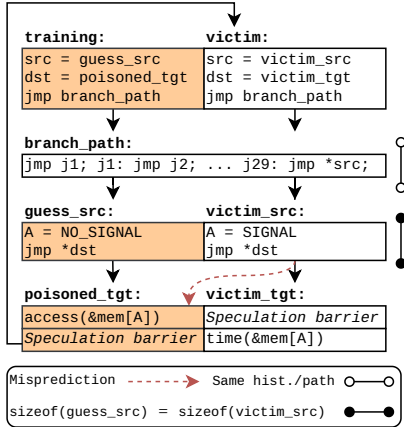 training: victim:
src = guess_src src = victim_src
dst = poisoned_tgt dst = victim_tgt
jmp branch_path jmp branch_path
branch_path:
jmp j1; j1: jmp j2; ... j29: jmp *src;
guess_src: victim_src:
A = NO_SIGNAL A = SIGNAL
jmp *dst jmp *dst
poisoned_tgt: victim_tgt:
access(&mem[A]) Speculation barrier
Speculation barrier time(&mem[A])
Misprediction Same hist./path
sizeof(guess_src) = sizeof(victim_src)